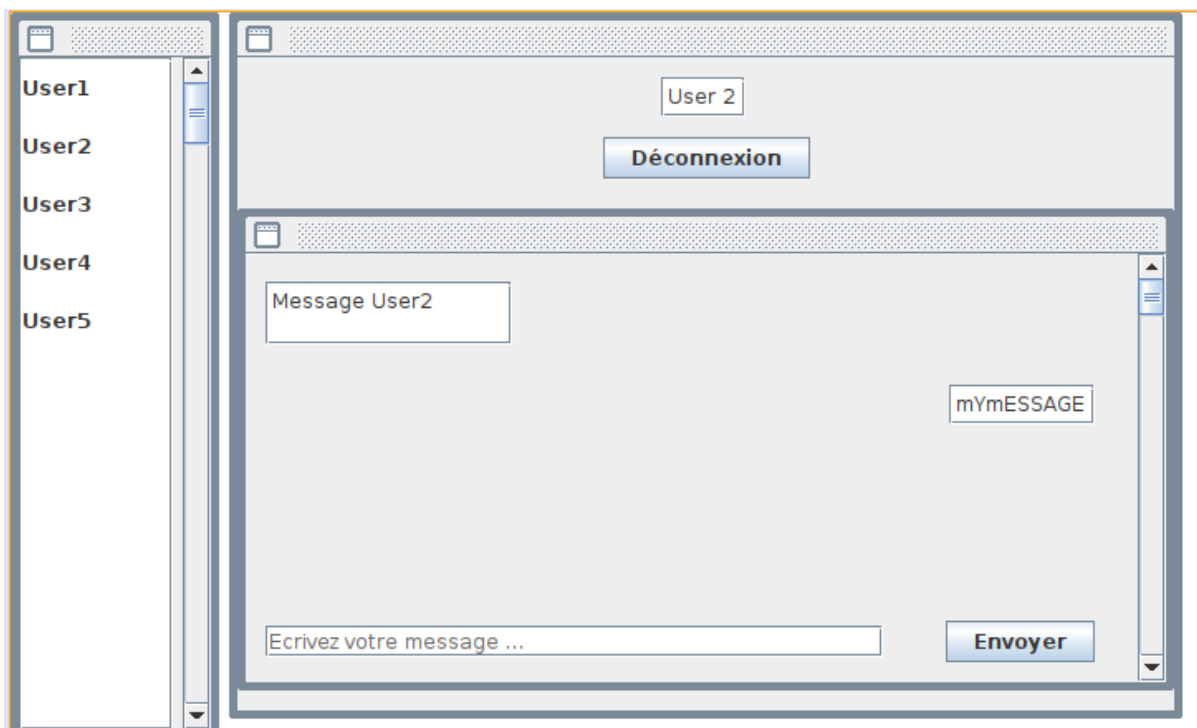 User1
User2
User3
User4
User5
User 2
Déconnexion
Message User2
mYmESSAGE
Ecrivez votre message ...
Envoyer